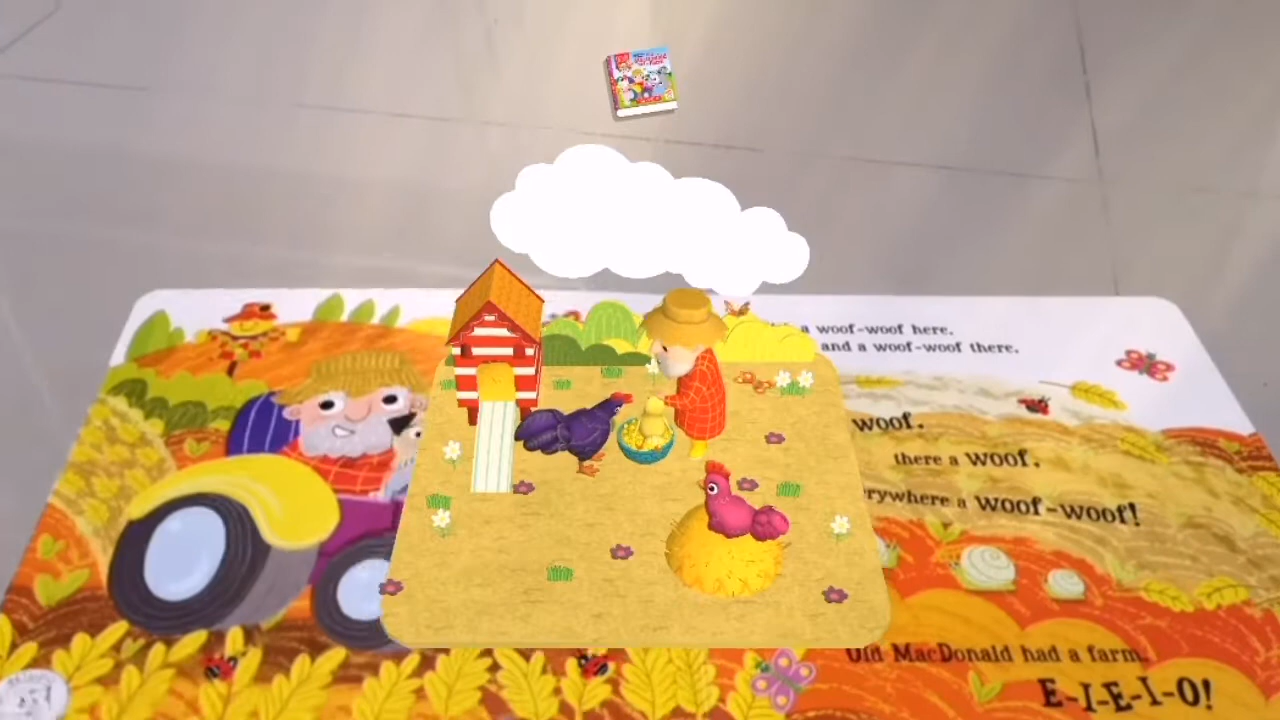 a woof-woof here.
and a woof-woof there.
woof.
there a woof.
rywhere a woof-woof!
Old MacDonald had a farm.
E-I-E-I-O!